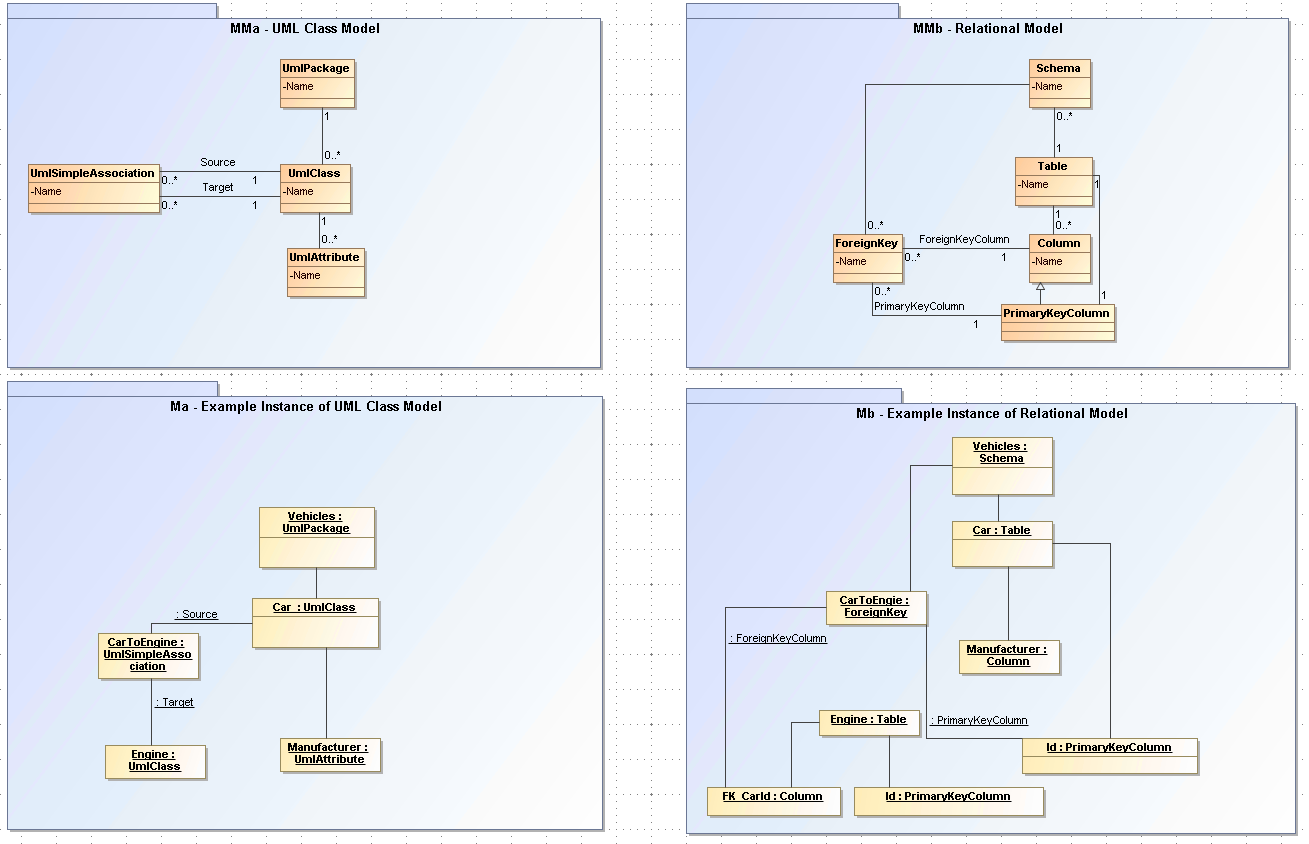 MMa - UML Class Model
UmlPackage
-Name
1
0..*
UmlSimpleAssociation
-Name
Source
0..*
1
Target
0..*
1
UmlClass
-Name
1
0..*
UmlAttribute
-Name
MMb - Relational Model
Schema
-Name
0..*
1
Table
-Name
1
1
0..*
0..*
ForeignKey
-Name
ForeignKeyColumn
0..*
1
Column
-Name
0..*
PrimaryKeyColumn
1
1
PrimaryKeyColumn
Ma - Example Instance of UML Class Model
Vehicles :
UmlPackage
Car : UmlClass
: Source
CarToEngine :
UmlSimpleAsso
ciation
: Target
Engine :
UmlClass
Manufacturer :
UmlAttribute
Mb - Example Instance of Relational Model
Vehicles :
Schema
Car : Table
CarToEngie :
ForeignKey
: ForeignKeyColumn
Manufacturer :
Column
Engine : Table
: PrimaryKeyColumn
Id : PrimaryKeyColumn
FK_CarId : Column
Id : PrimaryKeyColumn